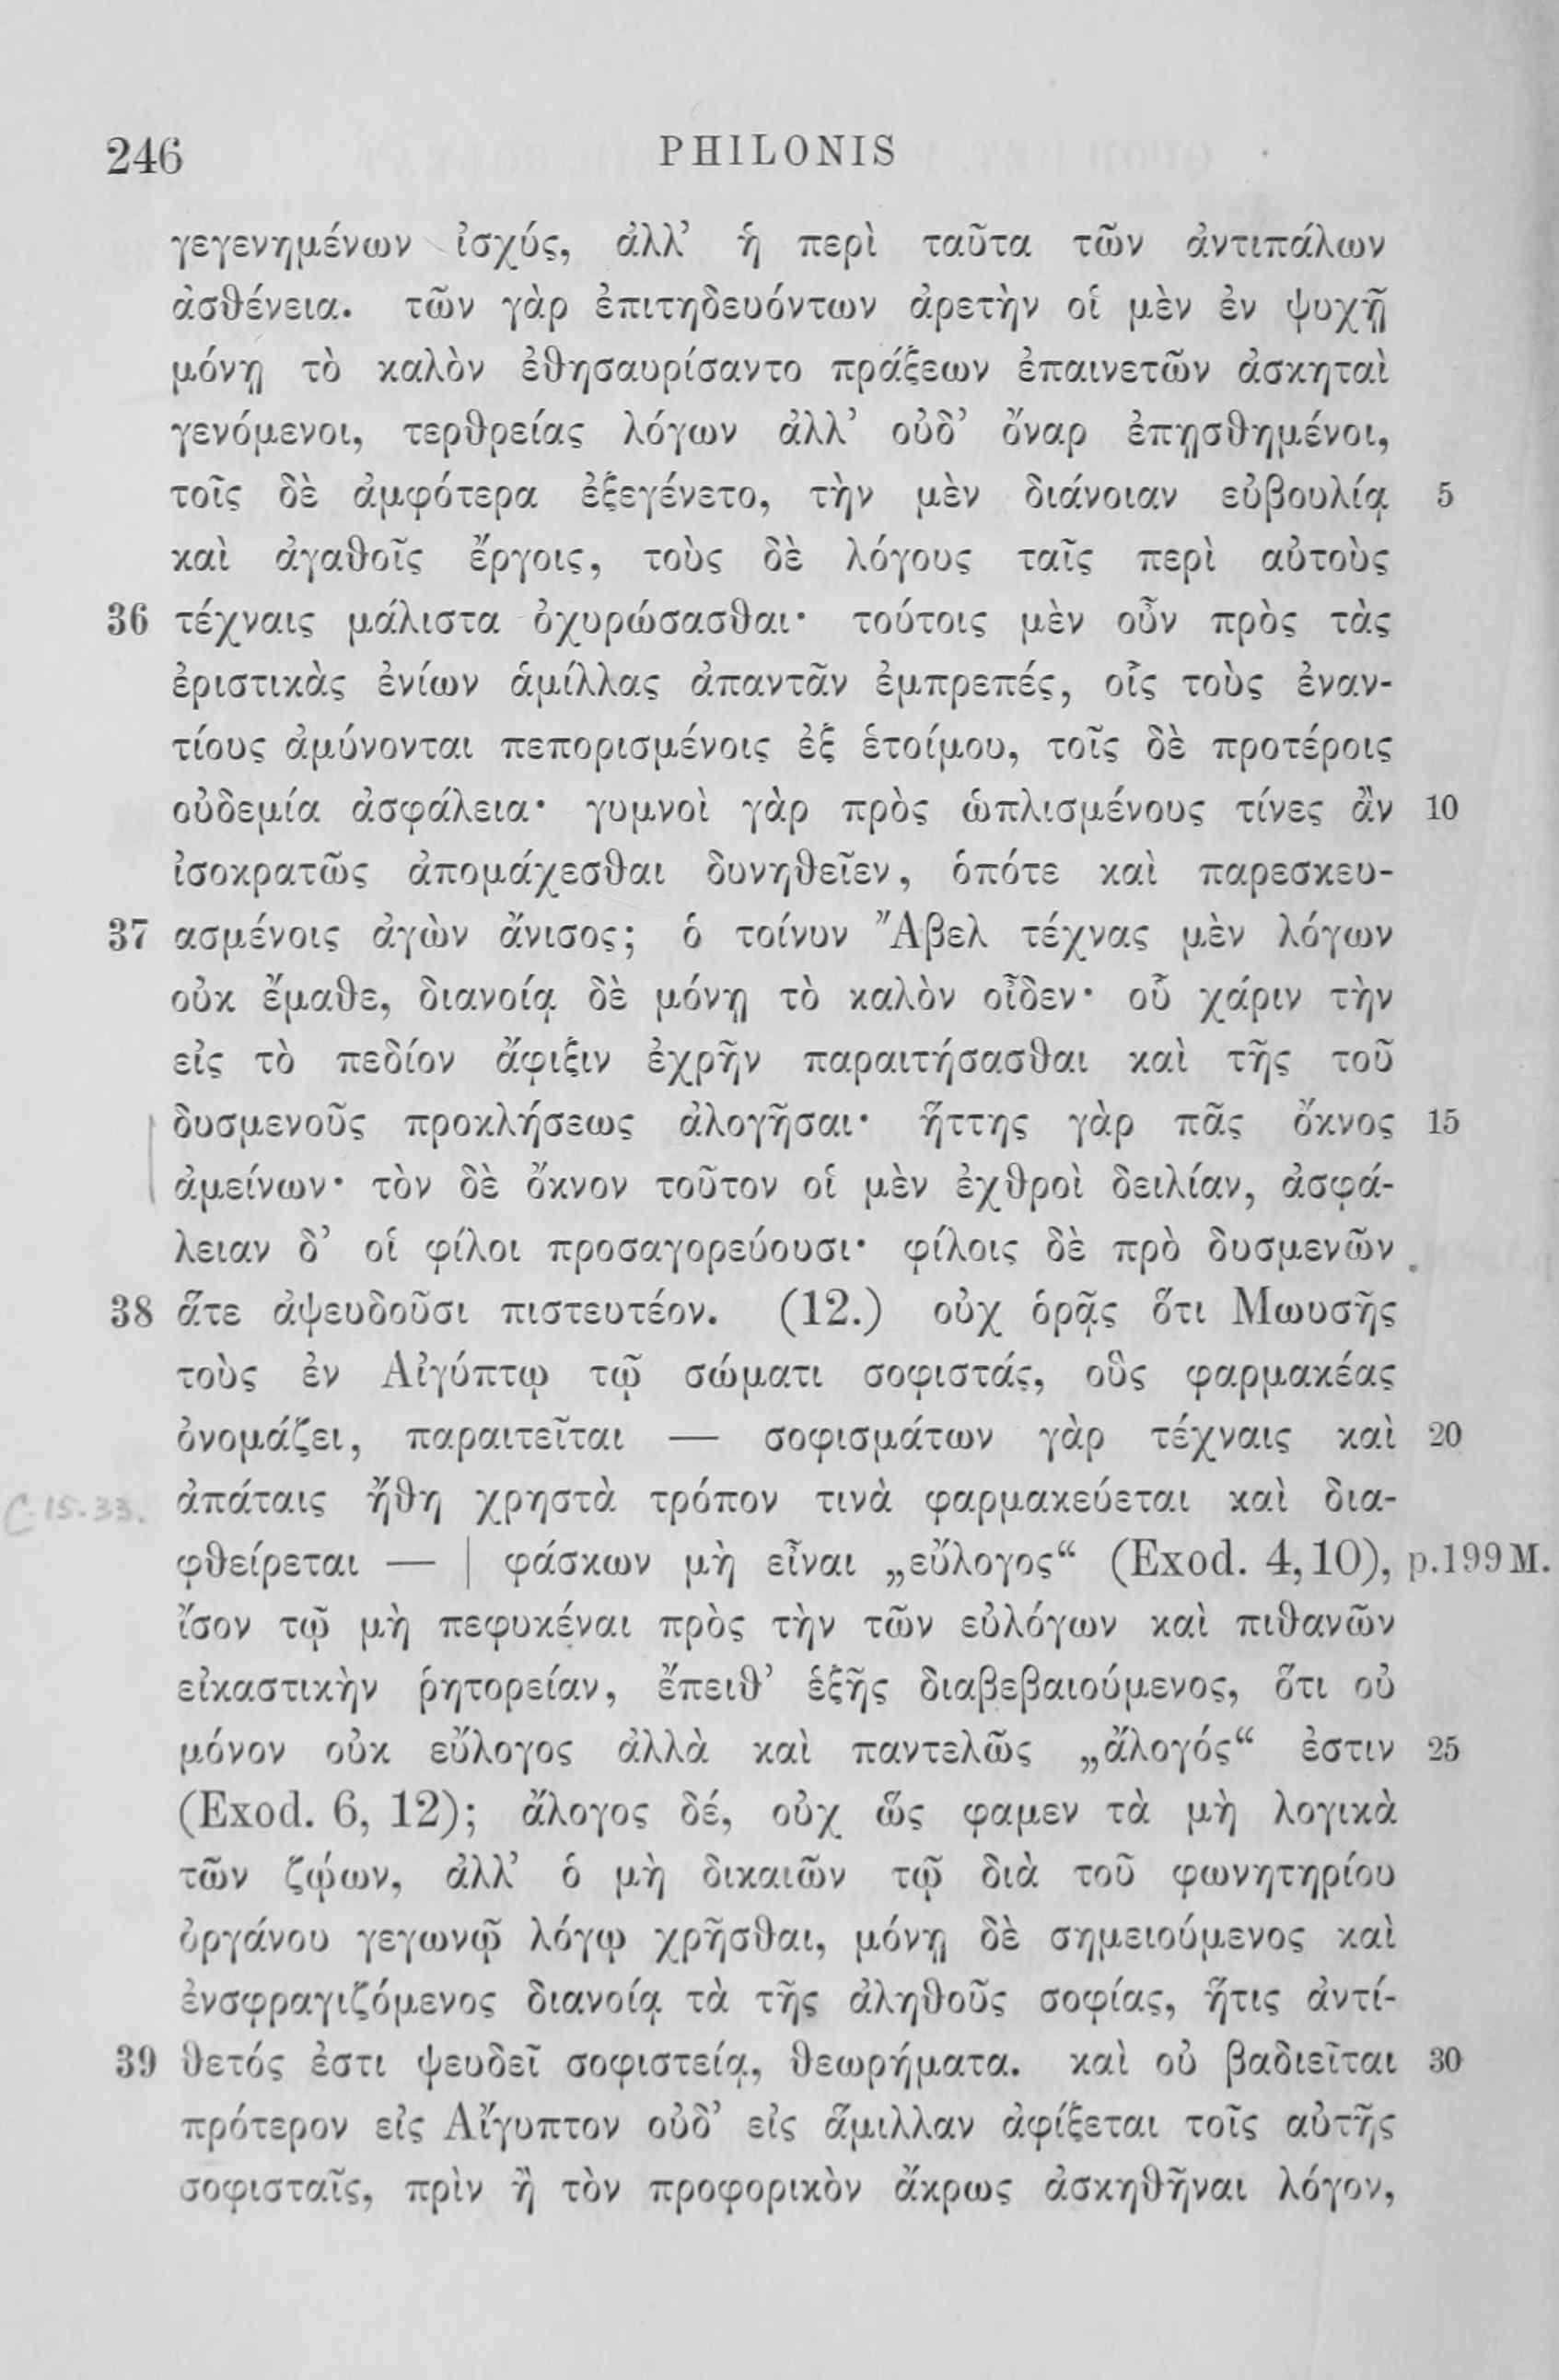 246 PHILONIS
γεγενημένων ἰσχύς, ἀλλ’ ἡ περὶ ταῦτα τῶν ἀντιπάλων
ἀσθένεια. τῶν γὰρ ἐπιτηδευόντων ἀρετὴν οἱ μὲν ἐν ψυχῇ
μόνῃ τὸ καλὸν ἐθησαυρίσαντο πράξεων ἐπαινετῶν ἀσκηταὶ
γενόμενοι, τερθρείας λόγων ἀλλ’ οὐδ’ ὄναρ ἐπῃσθημένοι,
τοῖς δὲ ἀμφότερα ἐξεγένετο, τὴν μὲν διάνοιαν εὐβουλίᾳ 5
καὶ ἀγαθοῖς ἔργοις, τοὺς δὲ λόγους ταῖς περὶ αὐτοὺς
36 τέχναις μάλιστα ὀχυρώσασθαι· τούτοις μὲν οὖν πρὸς τὰς
ἐριστικὰς ἐνίων ἁμίλλας ἀπαντᾶν ἐμπρεπές, οἷς τοὺς ἐναν-
τίους ἀμύνονται πεπορισμένοις ἐξ ἑτοίμου, τοῖς δὲ προτέροις
οὐδεμία ἀσφάλεια· γυμνοὶ γὰρ πρὸς ὡπλισμένους τίνες ἂν 10
ἰσοκρατῶς ἀπομάχεσθαι δυνηθεῖεν, ὁπότε καὶ παρεσκευ-
37 ασμένοις ἀγὼν ἄνισος; ὁ τοίνυν Ἄβελ τέχνας μὲν λόγων
οὐκ ἔμαθε, διανοίᾳ δὲ μόνῃ τὸ καλὸν οἶδεν· οὗ χάριν τὴν
εἰς τὸ πεδίον ἄφιξιν ἐχρῆν παραιτήσασθαι καὶ τῆς τοῦ
δυσμενοῦς προκλήσεως ἀλογῆσαι· ἥττης γὰρ πᾶς ὄκνος 15
ἀμείνων· τὸν δὲ ὄκνον τοῦτον οἱ μὲν ἐχθροὶ δειλίαν, ἀσφά-
λειαν δ’ οἱ φίλοι προσαγορεύουσι· φίλοις δὲ πρὸ δυσμενῶν
38 ἅτε ἀψευδοῦσι πιστευτέον. (12.) οὐχ ὁρᾷς ὅτι Μωυσῆς
τοὺς ἐν Αἰγύπτῳ τῷ σώματι σοφιστάς, οὓς φαρμακέας
ὀνομάζει, παραιτεῖται — σοφισμάτων γὰρ τέχναις καὶ 20
C. 15-33. ἀπάταις ἤθη χρηστὰ τρόπον τινὰ φαρμακεύεται καὶ δια-
φθείρεται — | φάσκων μὴ εἶναι „εὔλογος“ (Exod. 4,10), p.199 M.
ἴσον τῷ μὴ πεφυκέναι πρὸς τὴν τῶν εὐλόγων καὶ πιθανῶν
εἰκαστικὴν ῥητορείαν, ἔπειθ’ ἑξῆς διαβεβαιούμενος, ὅτι οὐ
μόνον οὐκ εὔλογος ἀλλὰ καὶ παντελῶς „ἄλογός“ ἐστιν 25
(Exod. 6, 12); ἄλογος δέ, οὐχ ὥς φαμεν τὰ μὴ λογικὰ
τῶν ζῴων, ἀλλ’ ὁ μὴ δικαιῶν τῷ διὰ τοῦ φωνητηρίου
ὀργάνου γεγωνῷ λόγῳ χρῆσθαι, μόνῃ δὲ σημειούμενος καὶ
ἐνσφραγιζόμενος διανοίᾳ τὰ τῆς ἀληθοῦς σοφίας, ἥτις ἀντί-
39 θετός ἐστι ψευδεῖ σοφιστείᾳ, θεωρήματα. καὶ οὐ βαδιεῖται 30
πρότερον εἰς Αἴγυπτον οὐδ’ εἰς ἅμιλλαν ἀφίξεται τοῖς αὐτῆς
σοφισταῖς, πρὶν ἢ τὸν προφορικὸν ἄκρως ἀσκηθῆναι λόγον,